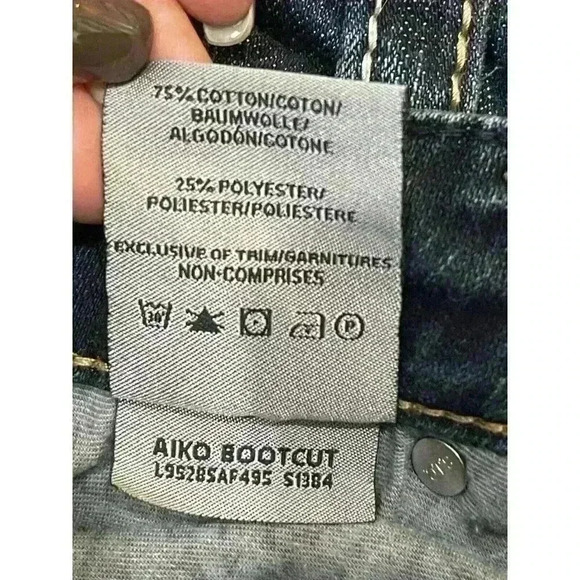 75% COTTON/COTON/
BAUMWOLLE/
ALGODÓN/COTONE
25% POLYESTER/
POLIESTER/POLIESTERE
EXCLUSIVE OF TRIM/GARNITURES
NON-COMPRISES
30°
P
AIKO BOOTCUT
L95285AF495 S1384